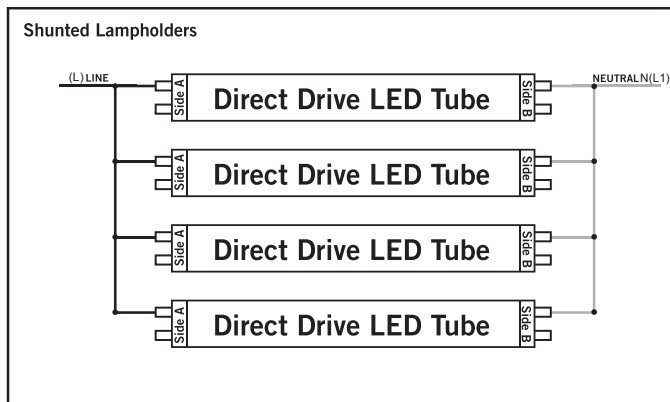 Shunted Lampholders
(L) LINE
NEUTRALN(L1)
Side A Direct Drive LED Tube Side B
Side A Direct Drive LED Tube Side B
Side A Direct Drive LED Tube Side B
Side A Direct Drive LED Tube Side B